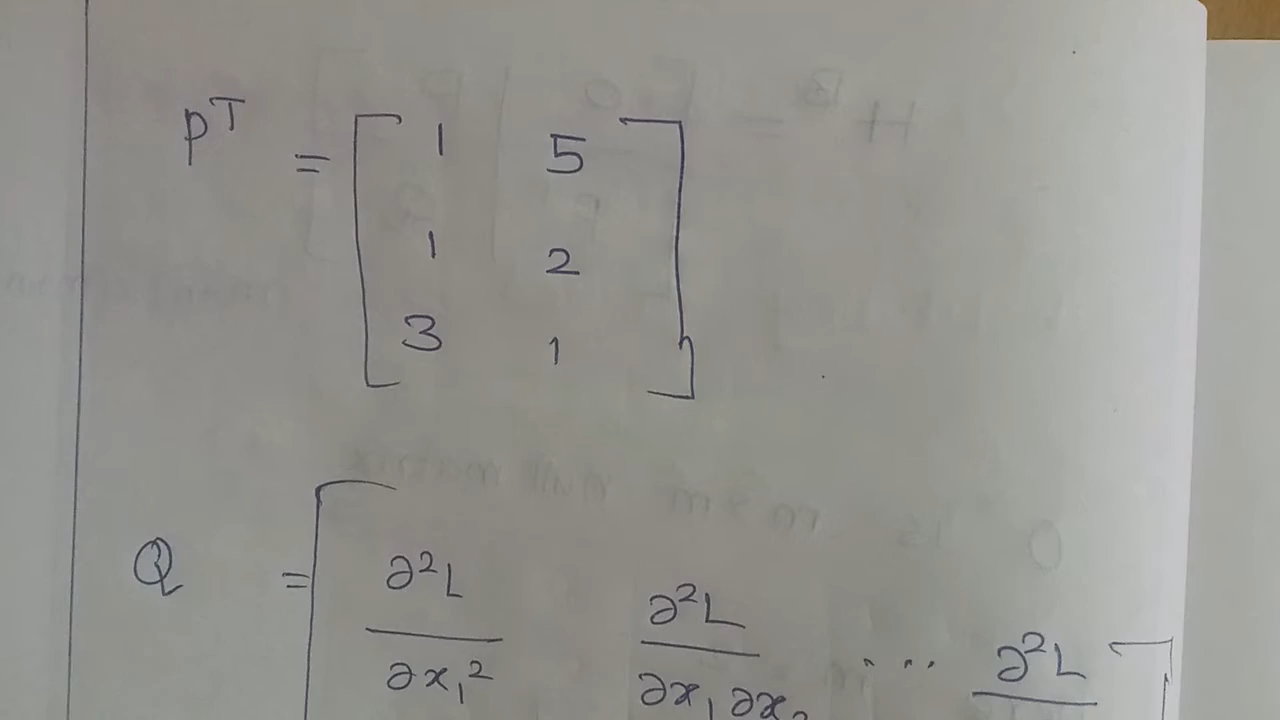 P^T = [ 1 5
1 2
3 1 ]
Q = [ ∂²L/∂x₁² ∂²L/∂x₁∂x₂ ... ∂²L